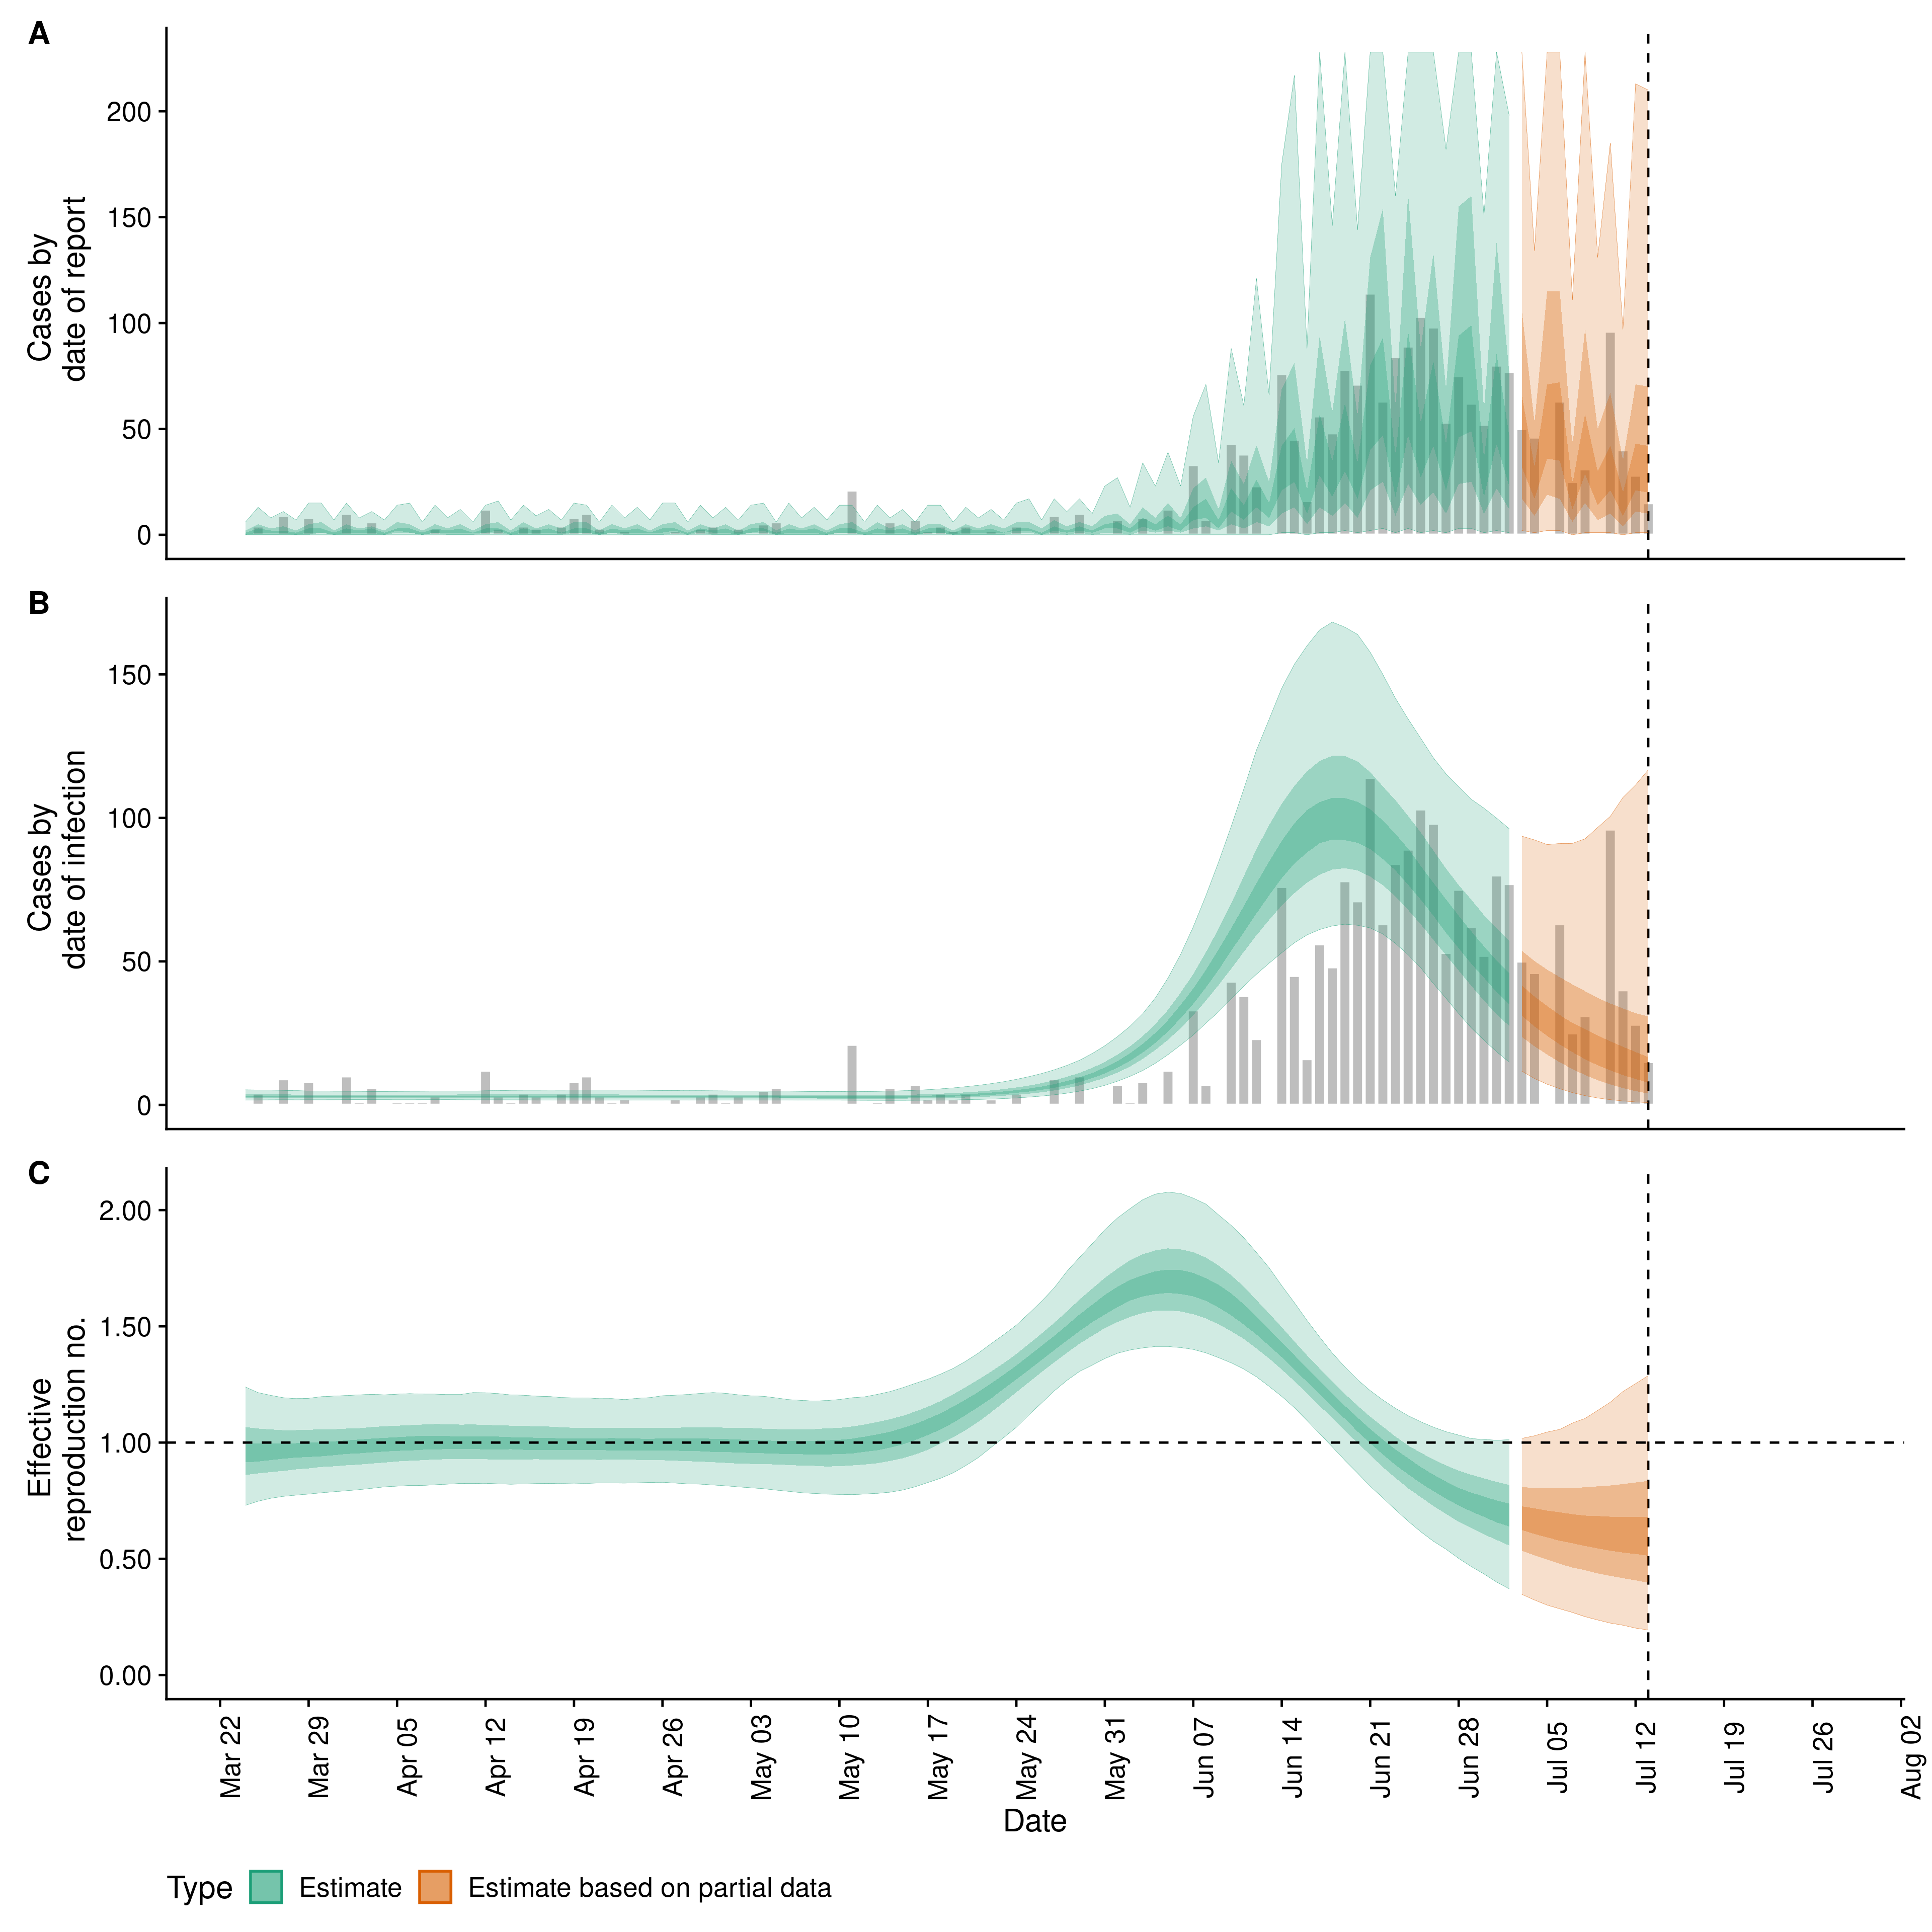 A
Cases by
date of report
200
150
100
50
0
B
Cases by
date of infection
150
100
50
0
C
Effective
reproduction no.
2.00
1.50
1.00
0.50
0.00
Mar 22
Mar 29
Apr 05
Apr 12
Apr 19
Apr 26
May 03
May 10
May 17
May 24
May 31
Jun 07
Jun 14
Jun 21
Jun 28
Jul 05
Jul 12
Jul 19
Jul 26
Aug 02
Date
Type Estimate Estimate based on partial data